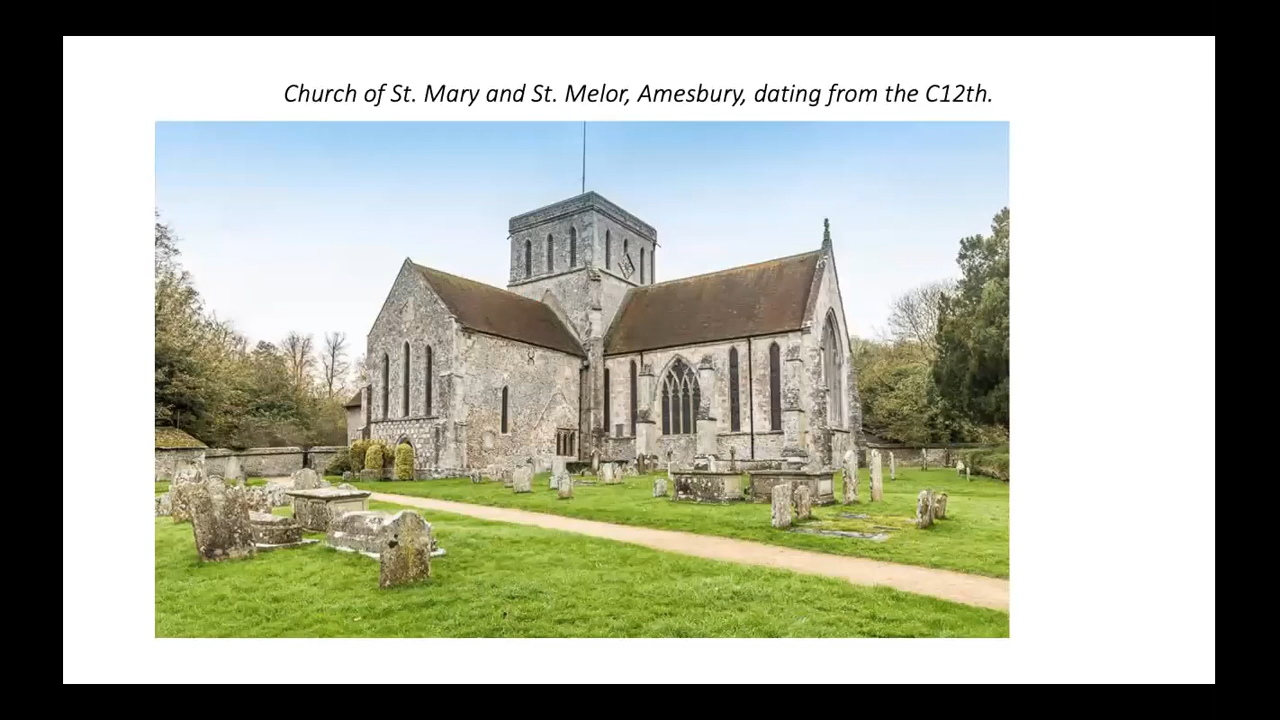 Church of St. Mary and St. Melor, Amesbury, dating from the C12th.